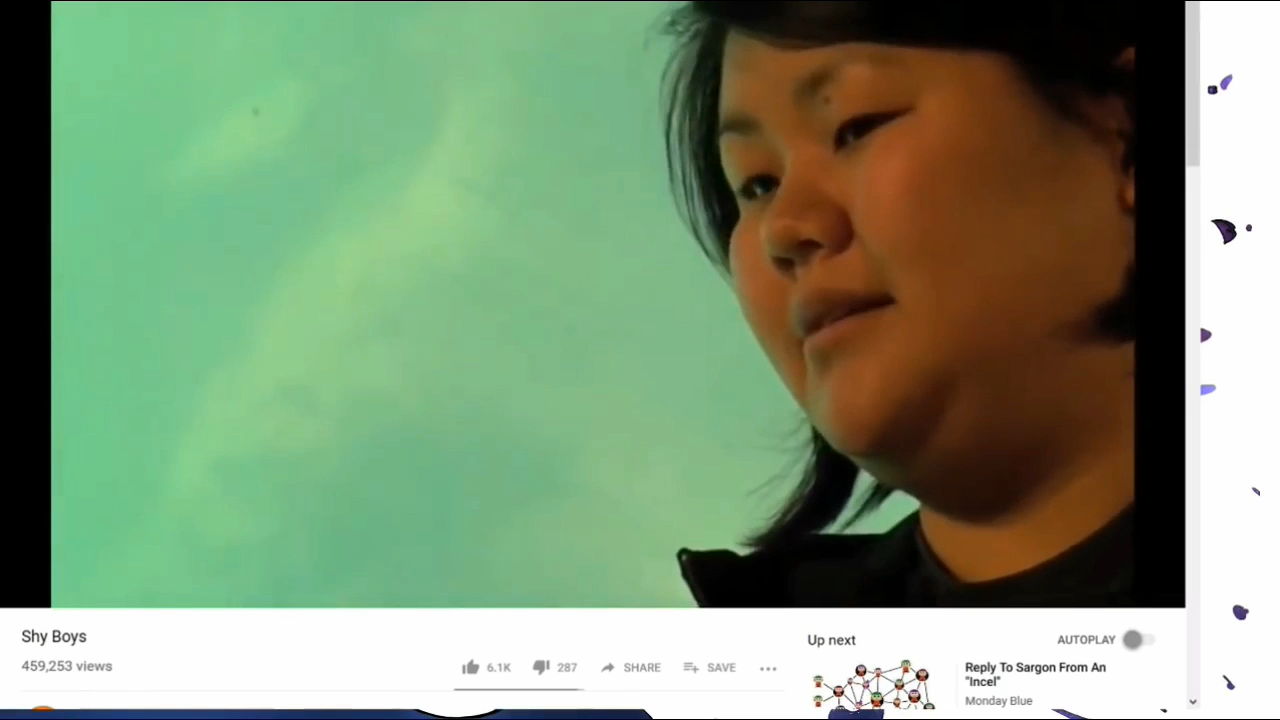 Shy Boys
459,253 views
6.1K
287
SHARE
SAVE
Up next
AUTOPLAY
Reply To Sargon From An
"Incel"
Monday Blue